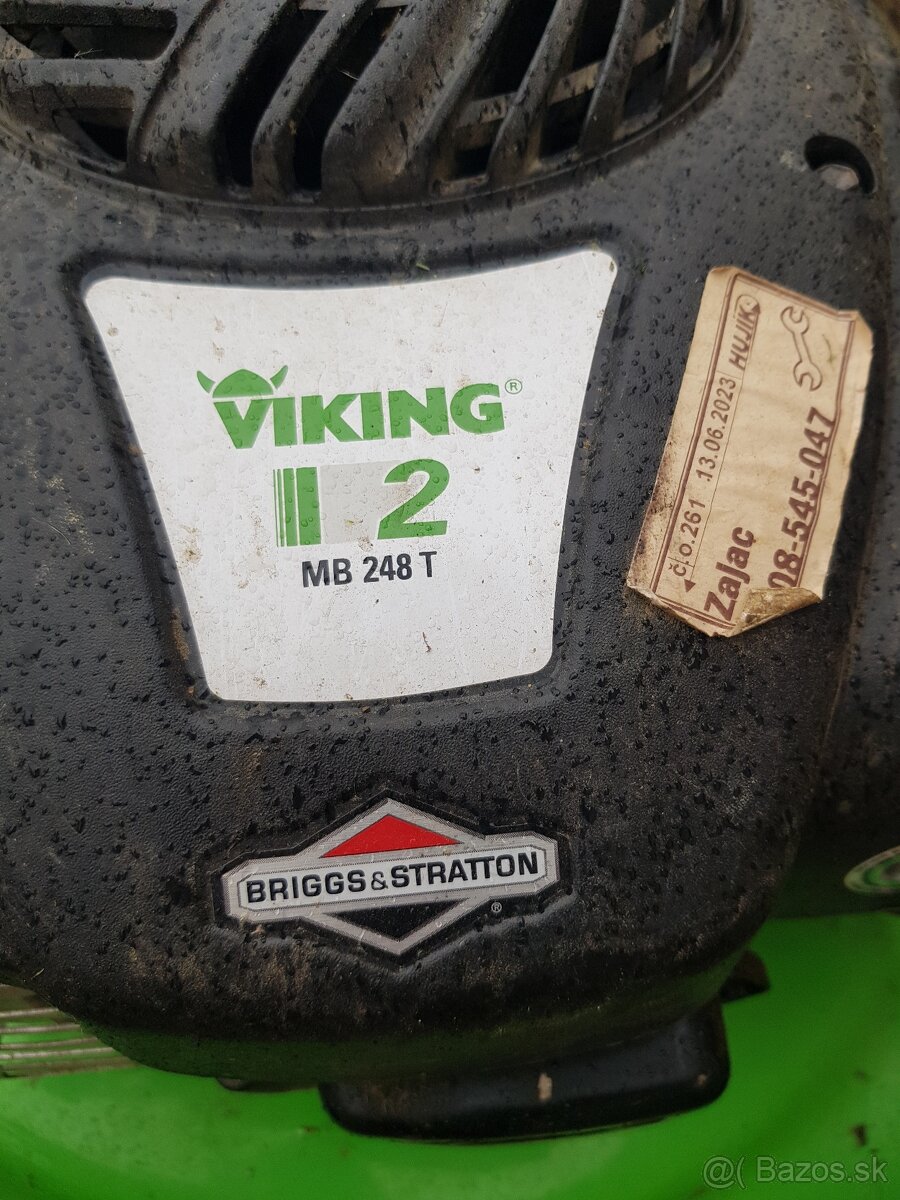 VIKING®
2
MB 248 T
č.o.261 13.06.2023 HUJIK
Zajac
08-545-047
BRIGGS & STRATTON
®
@( Bazos.sk